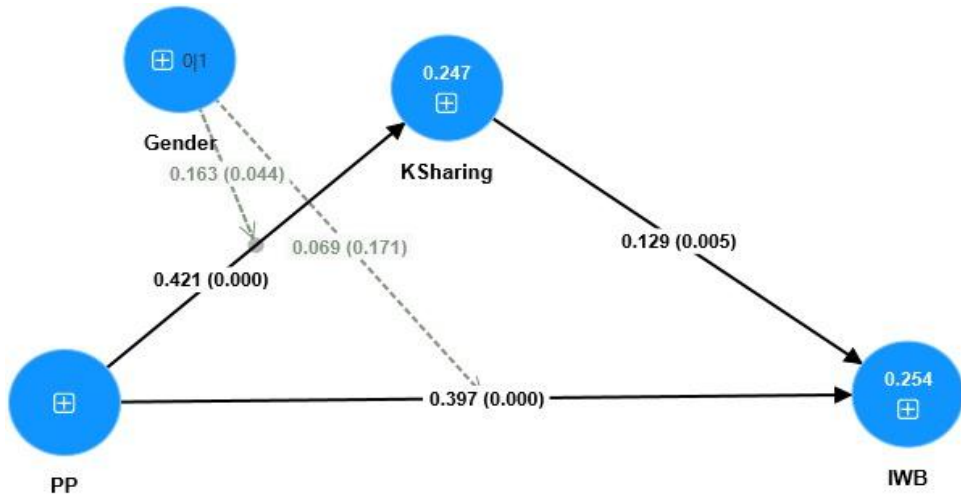 0|1
Gender
0.247
KSharing
0.163 (0.044)
0.069 (0.171)
0.421 (0.000)
0.129 (0.005)
0.397 (0.000)
0.254
PP
IWB